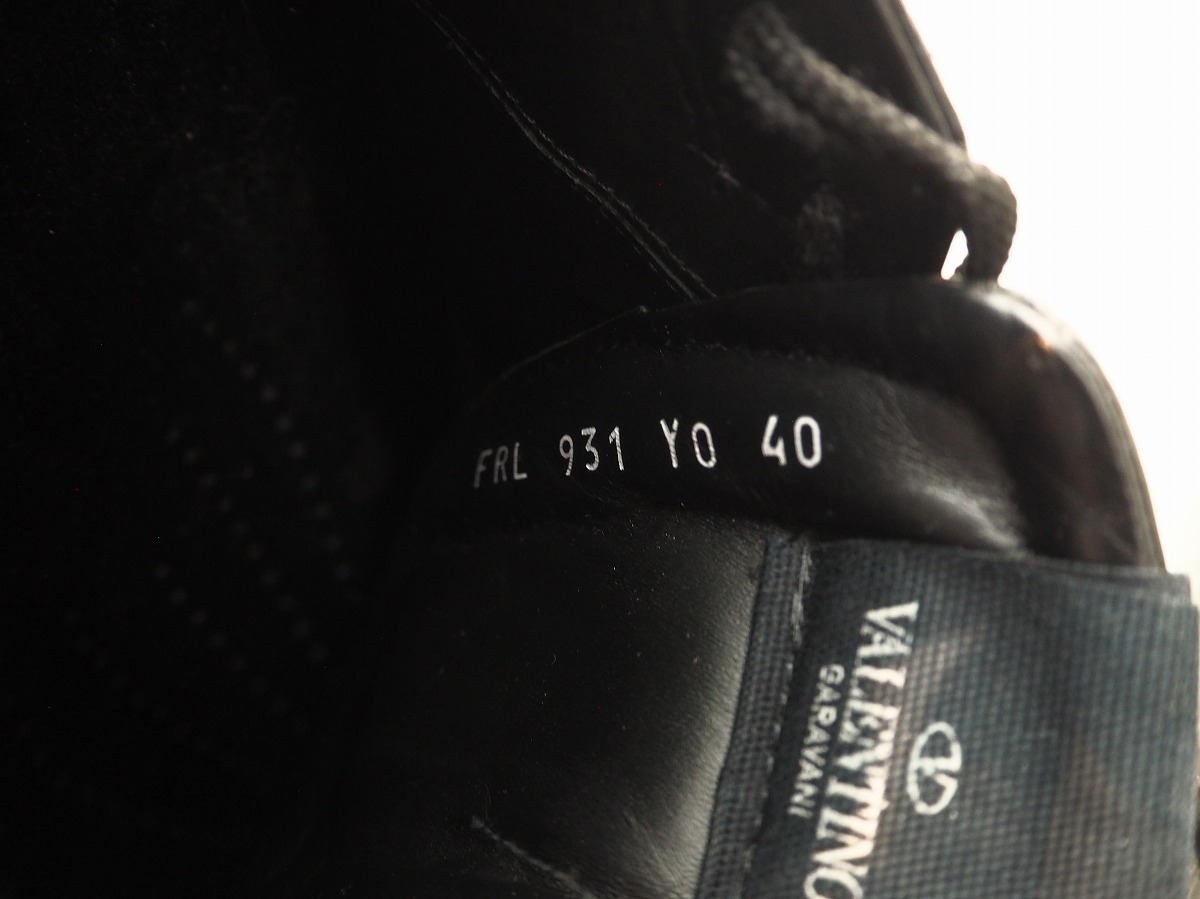 FRL 931 YO 40
VALENTINO
GARAVANI